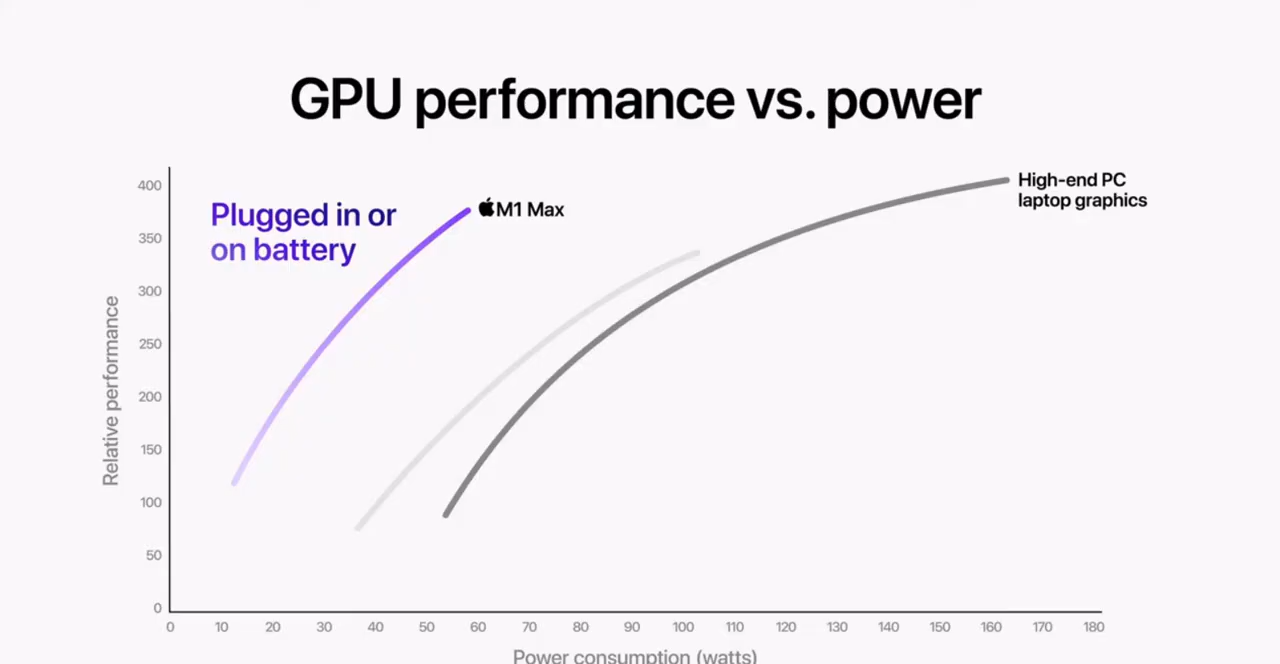 GPU performance vs. power
400
350
300
250
200
150
100
50
0
Relative performance
Plugged in or
on battery
M1 Max
High-end PC
laptop graphics
0 10 20 30 40 50 60 70 80 90 100 110 120 130 140 150 160 170 180
Power consumption (watts)